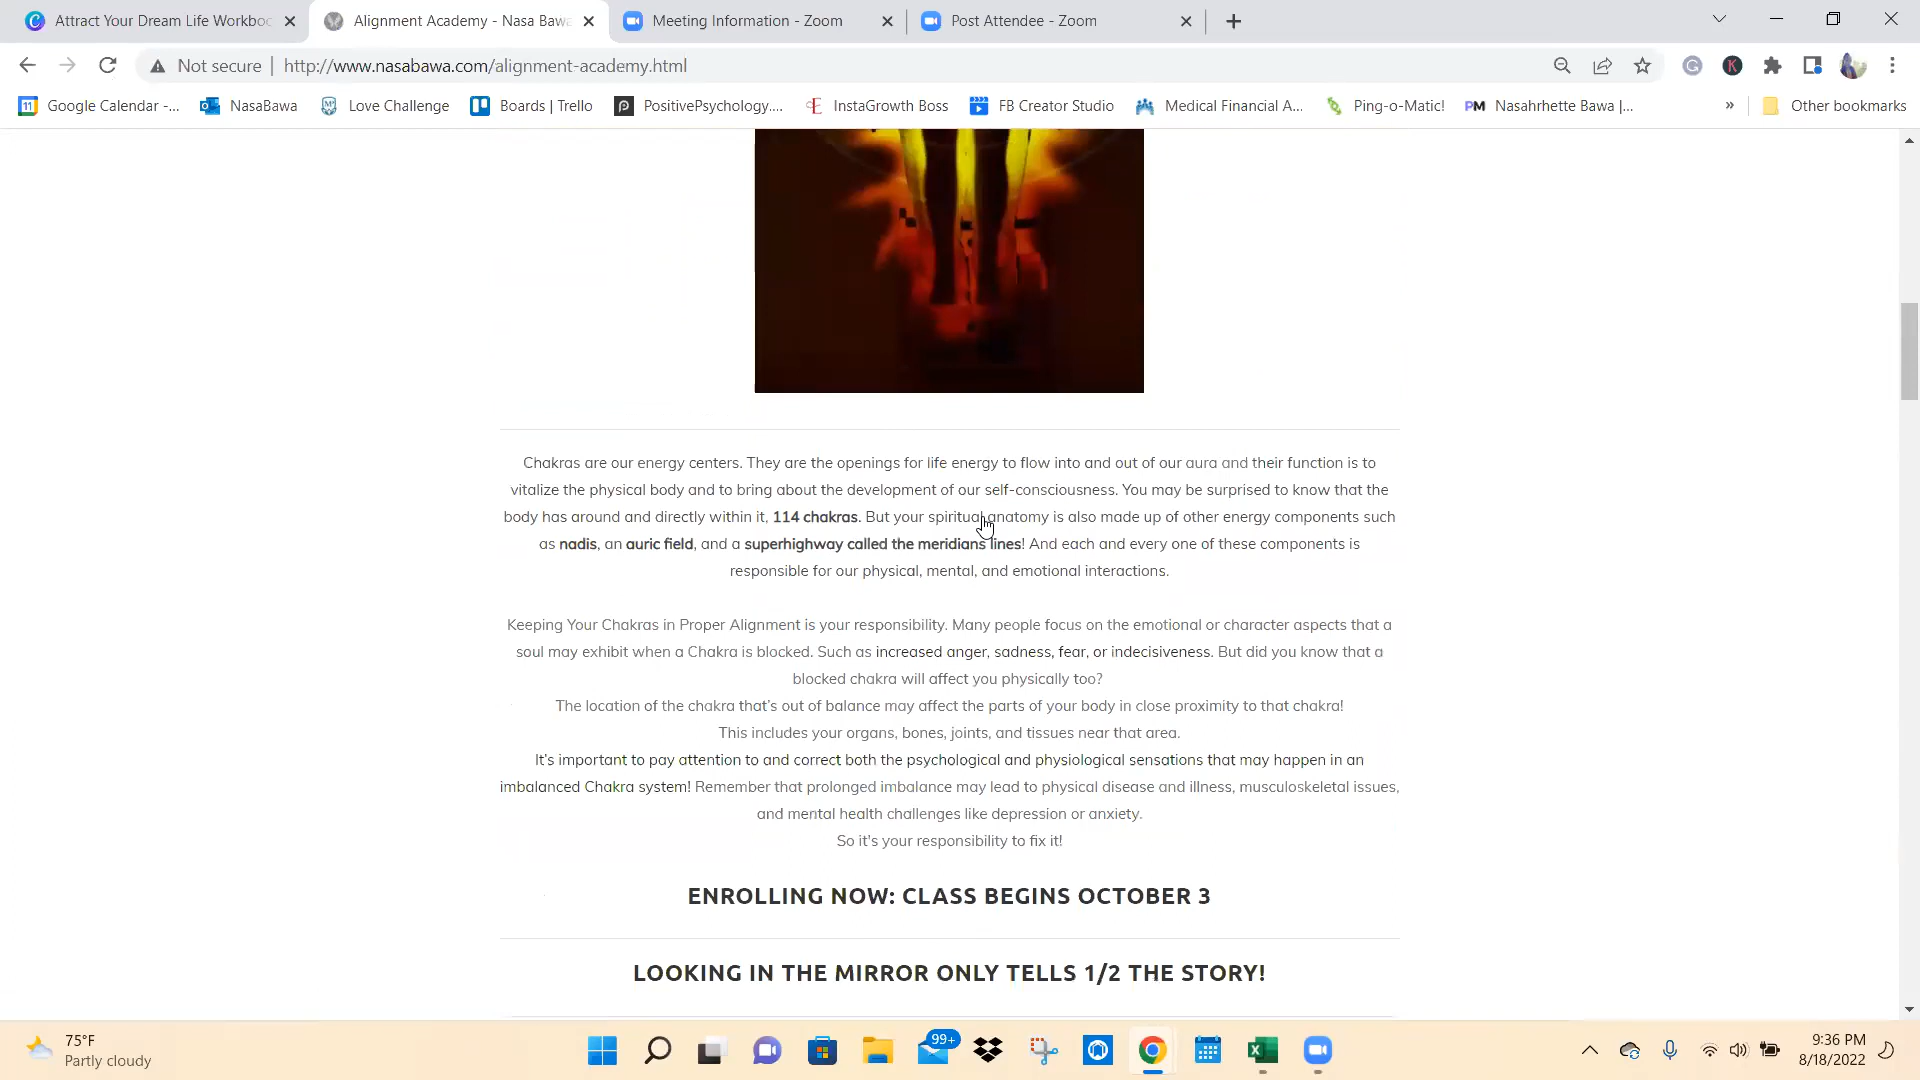 Attract Your Dream Life Workboo
Alignment Academy - Nasa Bawa
Meeting Information - Zoom
Post Attendee - Zoom
Not secure
http://www.nasabawa.com/alignment-academy.html
Google Calendar -...
NasaBawa
Love Challenge
Boards | Trello
PositivePsychology....
InstaGrowth Boss
FB Creator Studio
Medical Financial A...
Ping-o-Matic!
PM Nasahrhette Bawa |...
»
Other bookmarks
Chakras are our energy centers. They are the openings for life energy to flow into and out of our aura and their function is to
vitalize the physical body and to bring about the development of our self-consciousness. You may be surprised to know that the
body has around and directly within it, 114 chakras. But your spiritual anatomy is also made up of other energy components such
as nadis, an auric field, and a superhighway called the meridians lines! And each and every one of these components is
responsible for our physical, mental, and emotional interactions.
Keeping Your Chakras in Proper Alignment is your responsibility. Many people focus on the emotional or character aspects that a
soul may exhibit when a Chakra is blocked. Such as increased anger, sadness, fear, or indecisiveness. But did you know that a
blocked chakra will affect you physically too?
The location of the chakra that's out of balance may affect the parts of your body in close proximity to that chakra!
This includes your organs, bones, joints, and tissues near that area.
It's important to pay attention to and correct both the psychological and physiological sensations that may happen in an
imbalanced Chakra system! Remember that prolonged imbalance may lead to physical disease and illness, musculoskeletal issues,
and mental health challenges like depression or anxiety.
So it's your responsibility to fix it!
ENROLLING NOW: CLASS BEGINS OCTOBER 3
LOOKING IN THE MIRROR ONLY TELLS 1/2 THE STORY!
75°F
Partly cloudy
99+
9:36 PM
8/18/2022